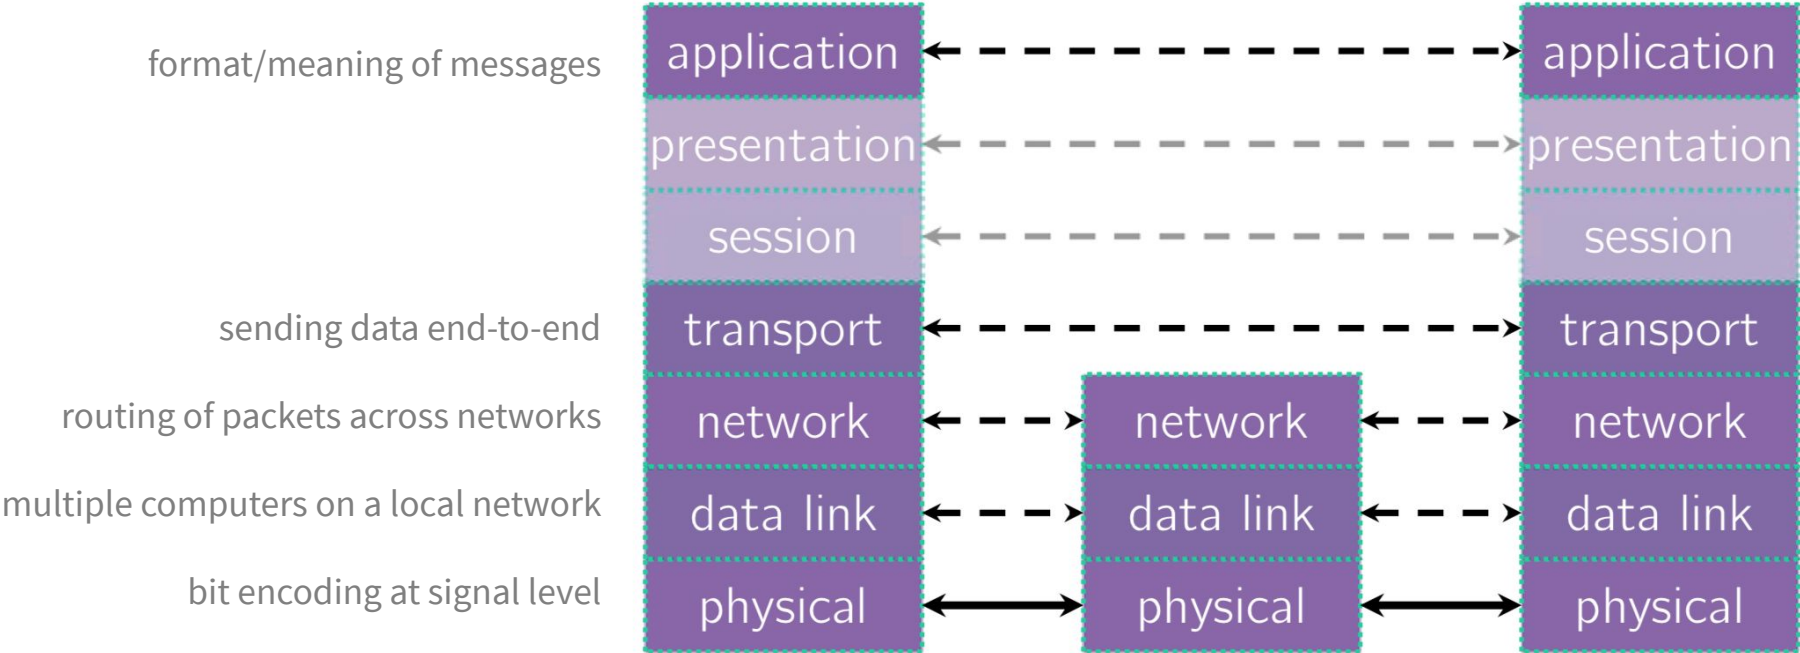 format/meaning of messages
application
application
presentation
presentation
session
session
sending data end-to-end
transport
transport
routing of packets across networks
network
network
network
multiple computers on a local network
data link
data link
data link
bit encoding at signal level
physical
physical
physical